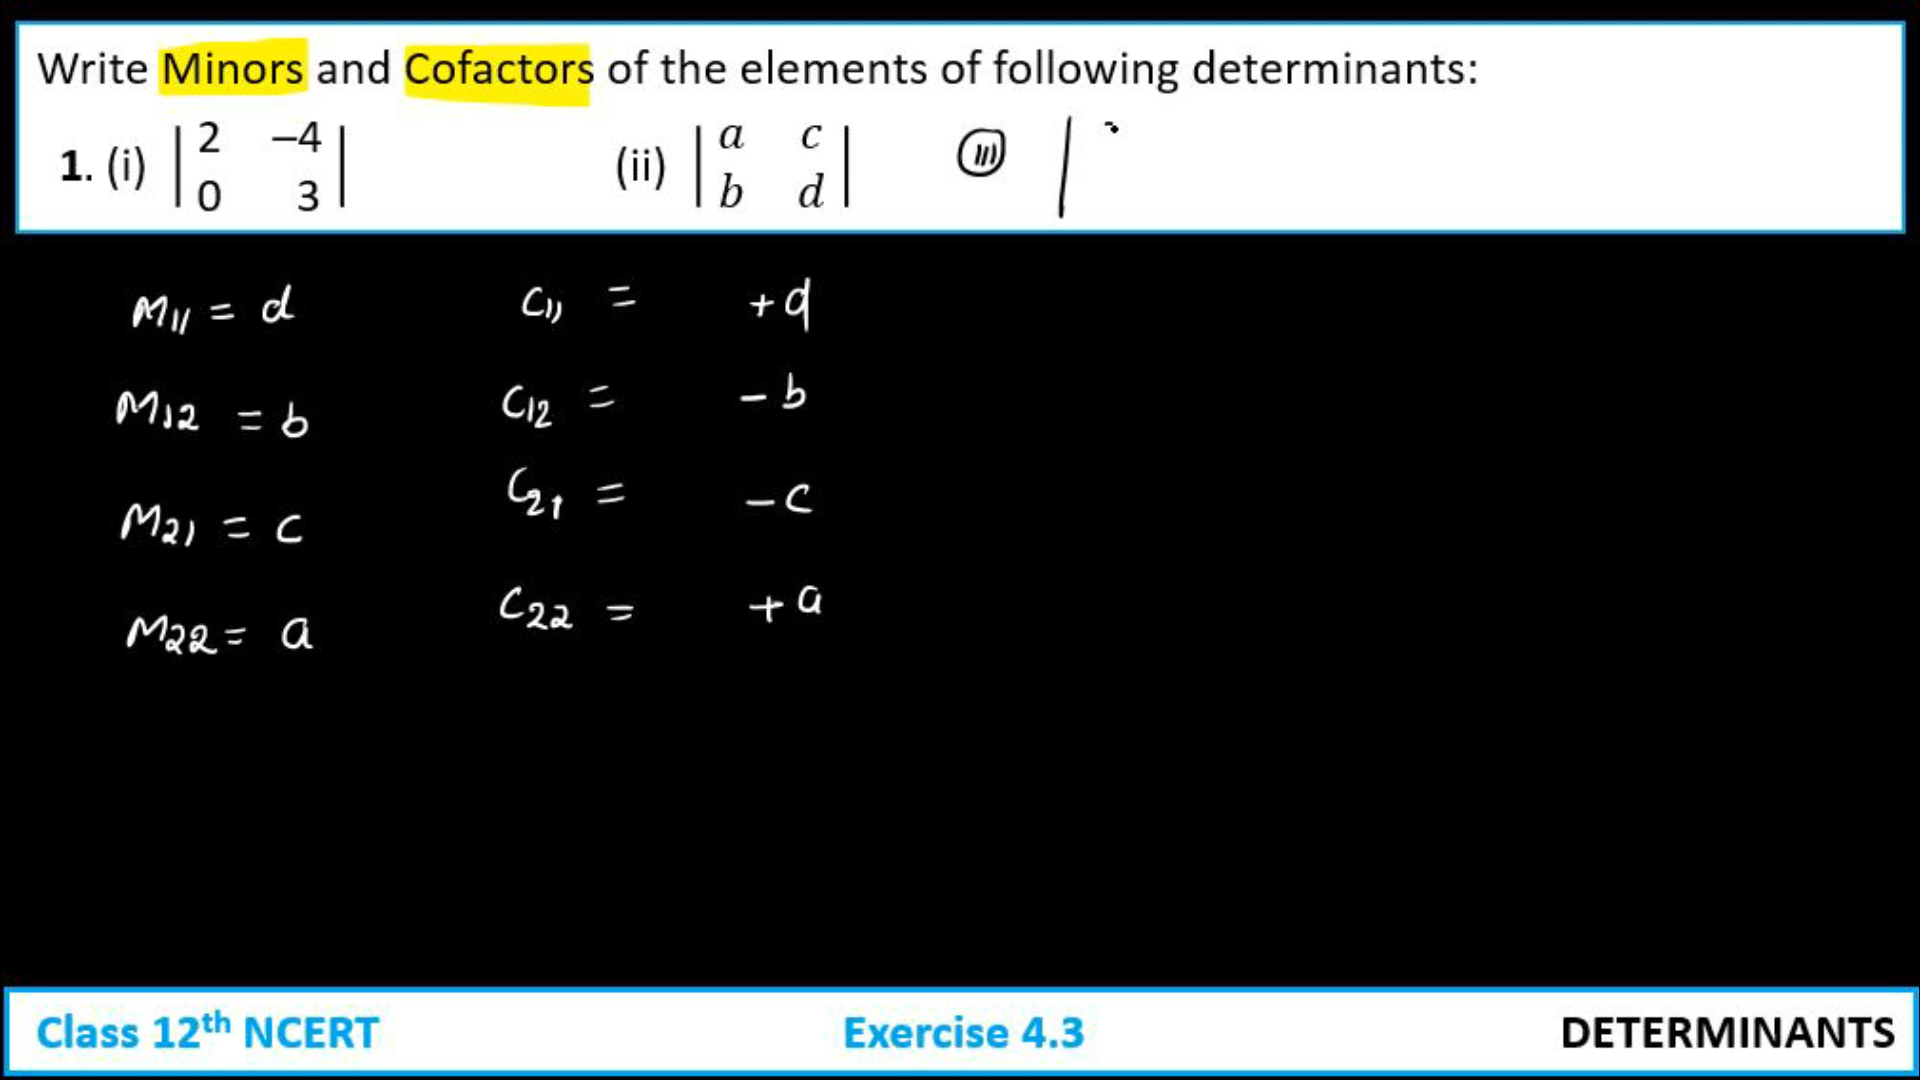 Write Minors and Cofactors of the elements of following determinants:
1. (i) | 2 –4 | (ii) | a c | (iii) |
| 0 3 | | b d |
M11 = d C11 = +d
M12 = b C12 = - b
M21 = c C21 = - c
M22 = a C22 = + a
Class 12th NCERT Exercise 4.3 DETERMINANTS